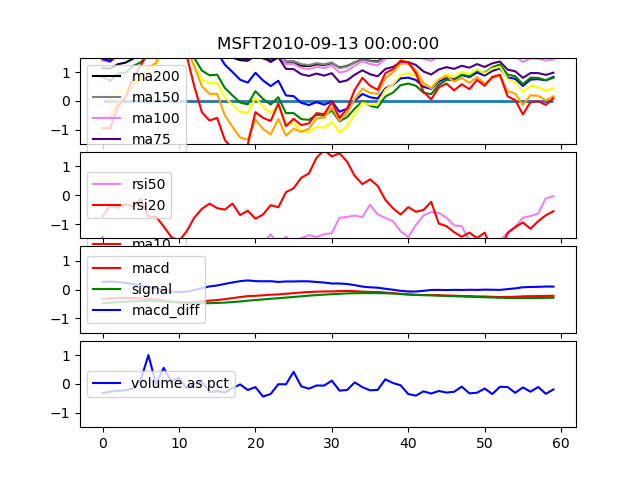 MSFT2010-09-13 00:00:00
1
0
−1
ma200
ma150
ma100
ma75
1
0
−1
rsi50
rsi20
ma10
1
0
−1
macd
signal
macd_diff
1
0
−1
volume as pct
0 10 20 30 40 50 60